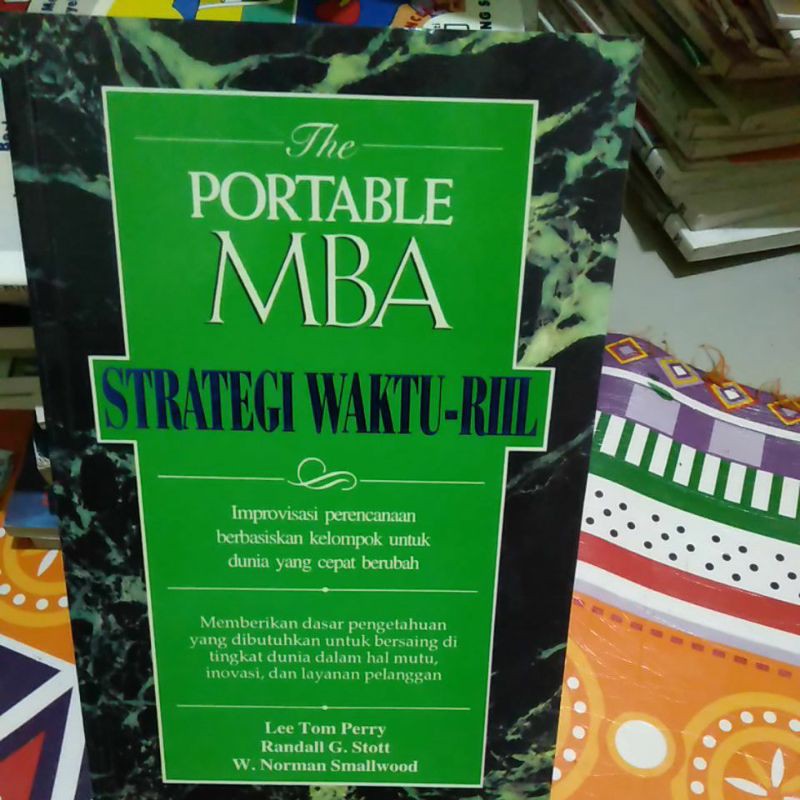 The
PORTABLE
MBA
STRATEGI WAKTU-RIIL
Improvisasi perencanaan
berbasiskan kelompok untuk
dunia yang cepat berubah
Memberikan dasar pengetahuan
yang dibutuhkan untuk bersaing di
tingkat dunia dalam hal mutu,
inovasi, dan layanan pelanggan
Lee Tom Perry
Randall G. Stott
W. Norman Smallwood